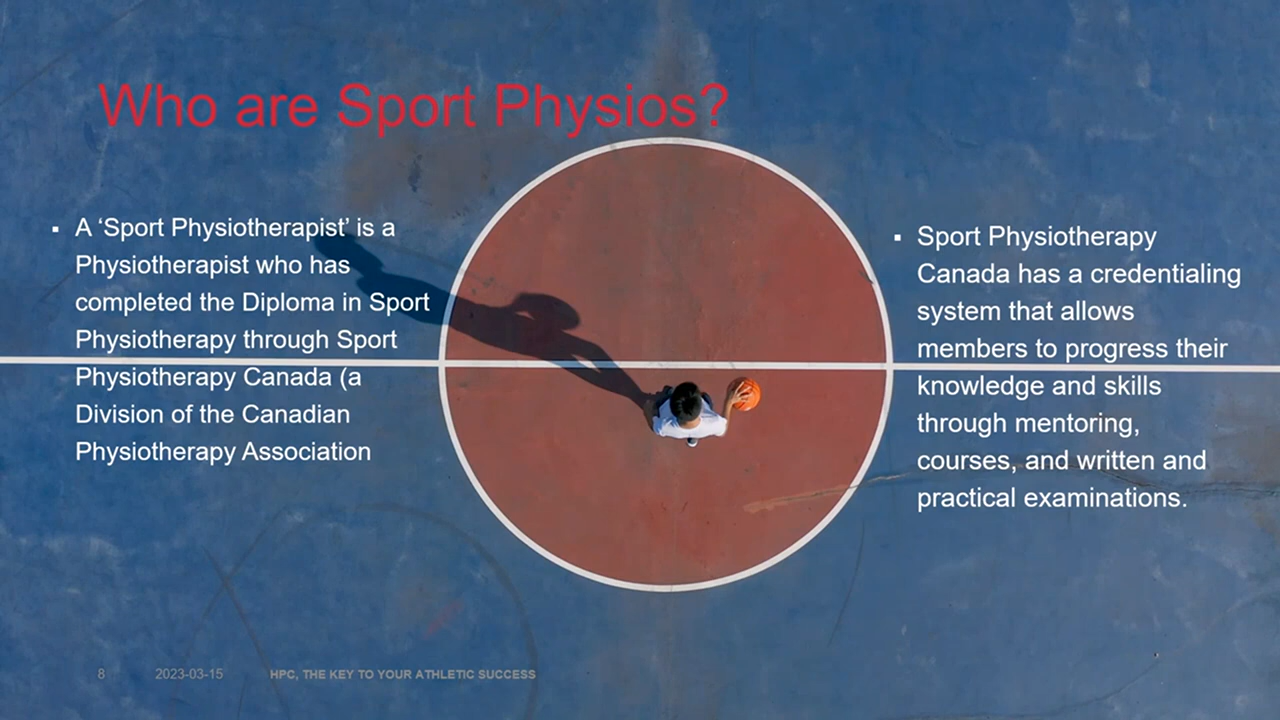 Who are Sport Physios?
▪ A ‘Sport Physiotherapist’ is a
Physiotherapist who has
completed the Diploma in Sport
Physiotherapy through Sport
Physiotherapy Canada (a
Division of the Canadian
Physiotherapy Association
▪ Sport Physiotherapy
Canada has a credentialing
system that allows
members to progress their
knowledge and skills
through mentoring,
courses, and written and
practical examinations.
8 2023-03-15 HPC, THE KEY TO YOUR ATHLETIC SUCCESS